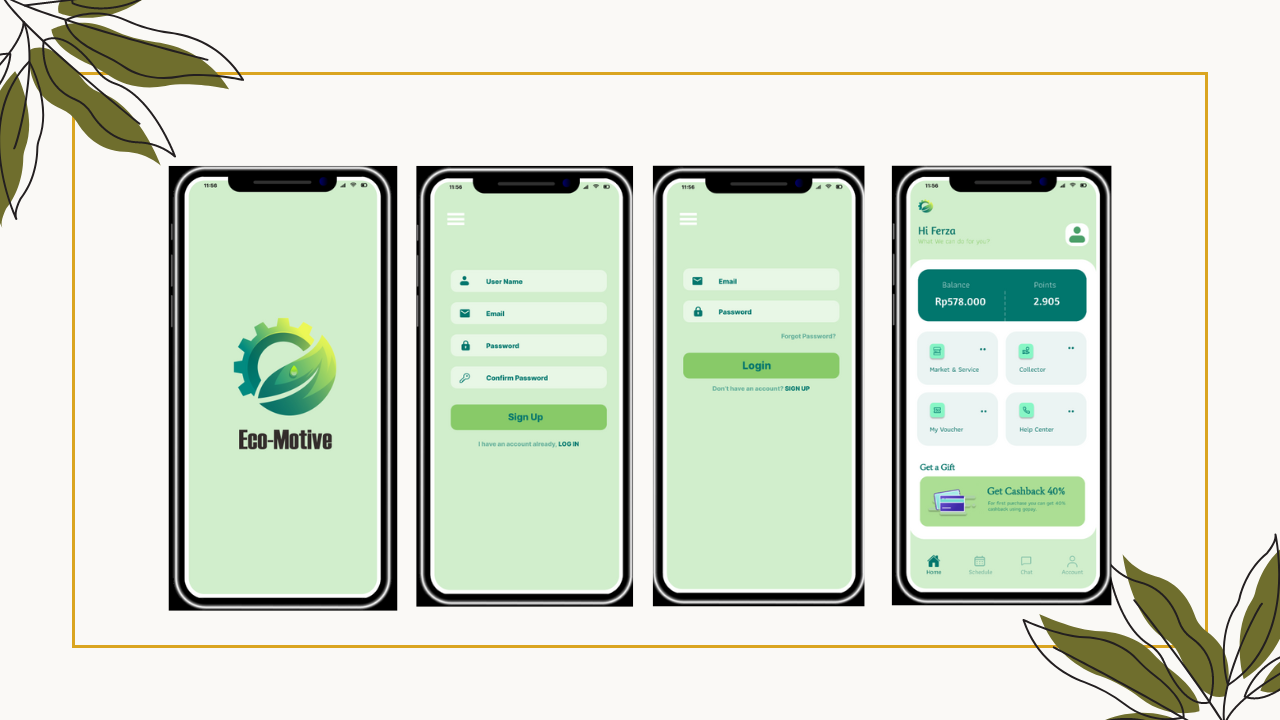 11:56
Eco-Motive
11:56
User Name
Email
Password
Confirm Password
Sign Up
I have an account already, LOG IN
11:56
Email
Password
Forgot Password?
Login
Don't have an account? SIGN UP
11:56
Hi Ferza
What We can do for you?
Balance
Points
Rp578.000
2.905
Market & Service
Collector
My Voucher
Help Center
Get a Gift
Get Cashback 40%
For first purchase you can get 40%
cashback using gopay.
Home
Schedule
Chat
Account